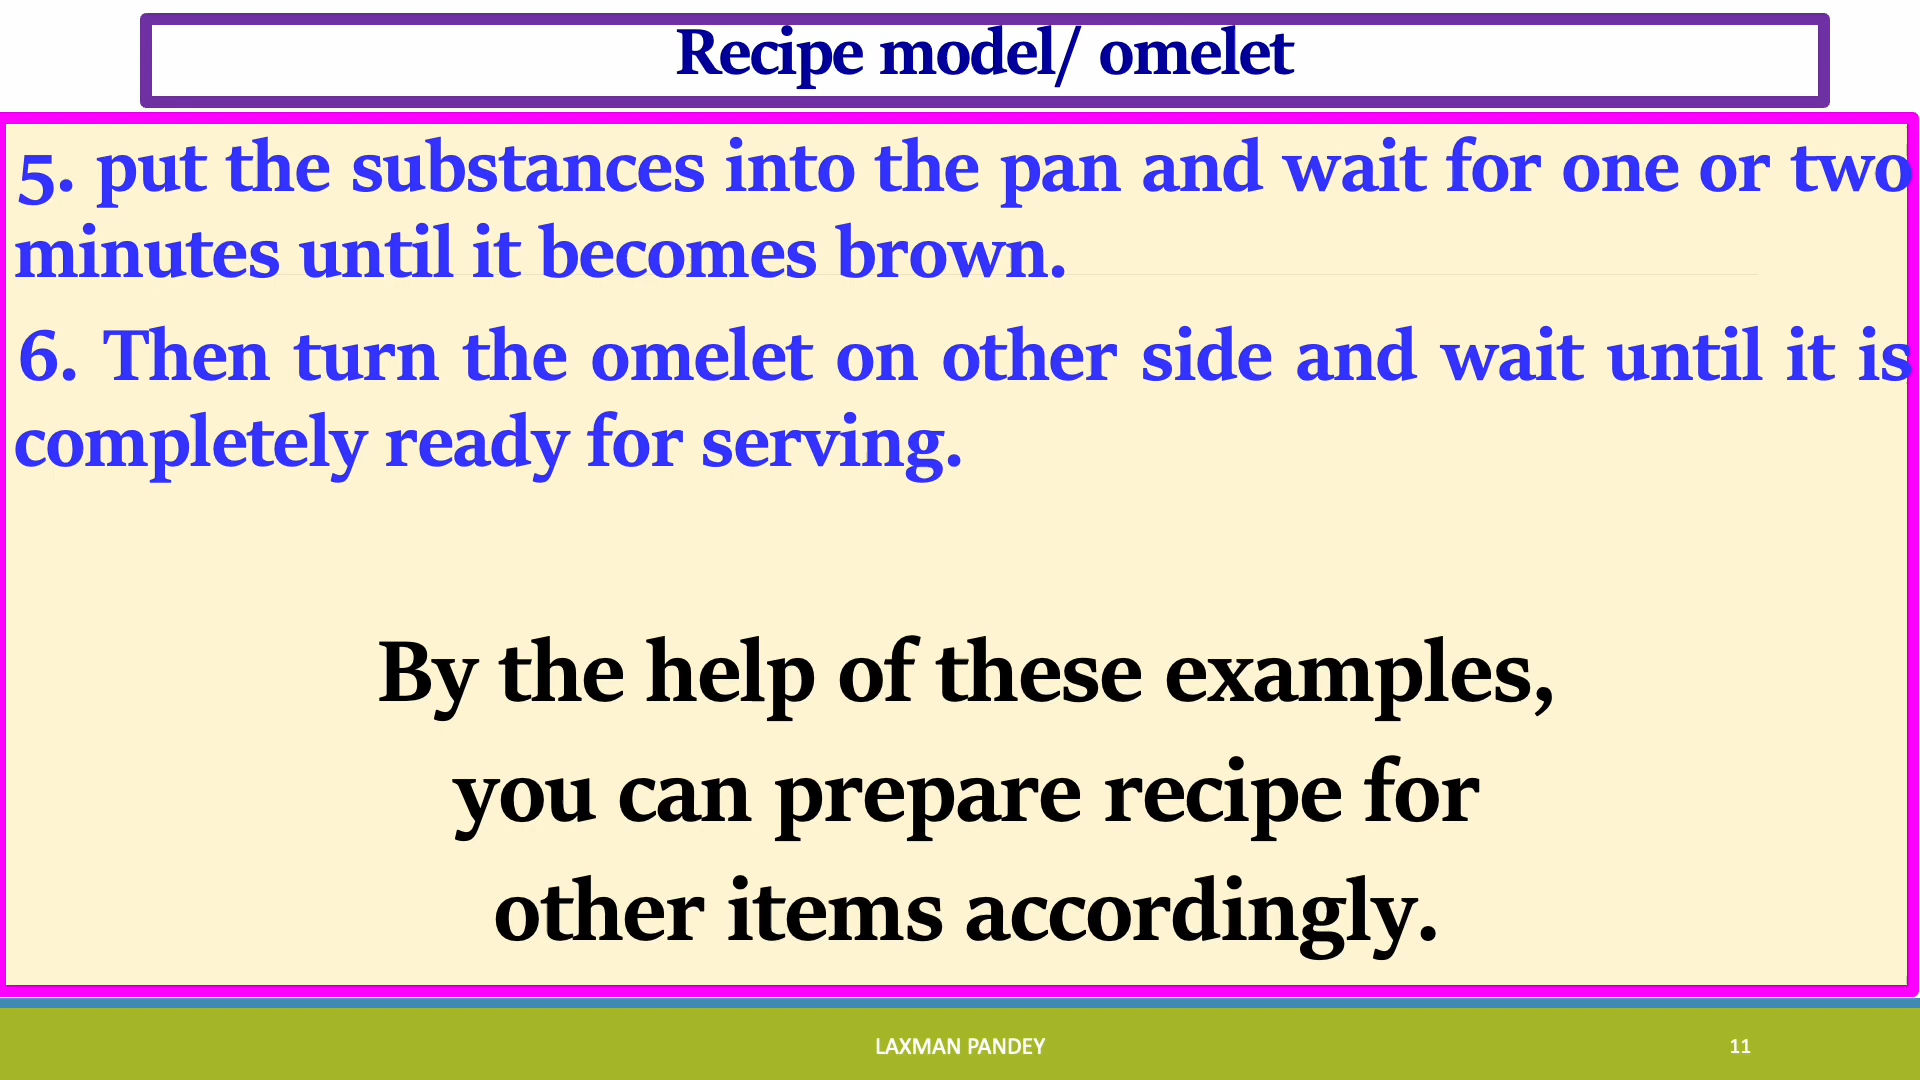 Recipe model/ omelet
5. put the substances into the pan and wait for one or two
minutes until it becomes brown.
6. Then turn the omelet on other side and wait until it is
completely ready for serving.
By the help of these examples,
you can prepare recipe for
other items accordingly.
LAXMAN PANDEY
11